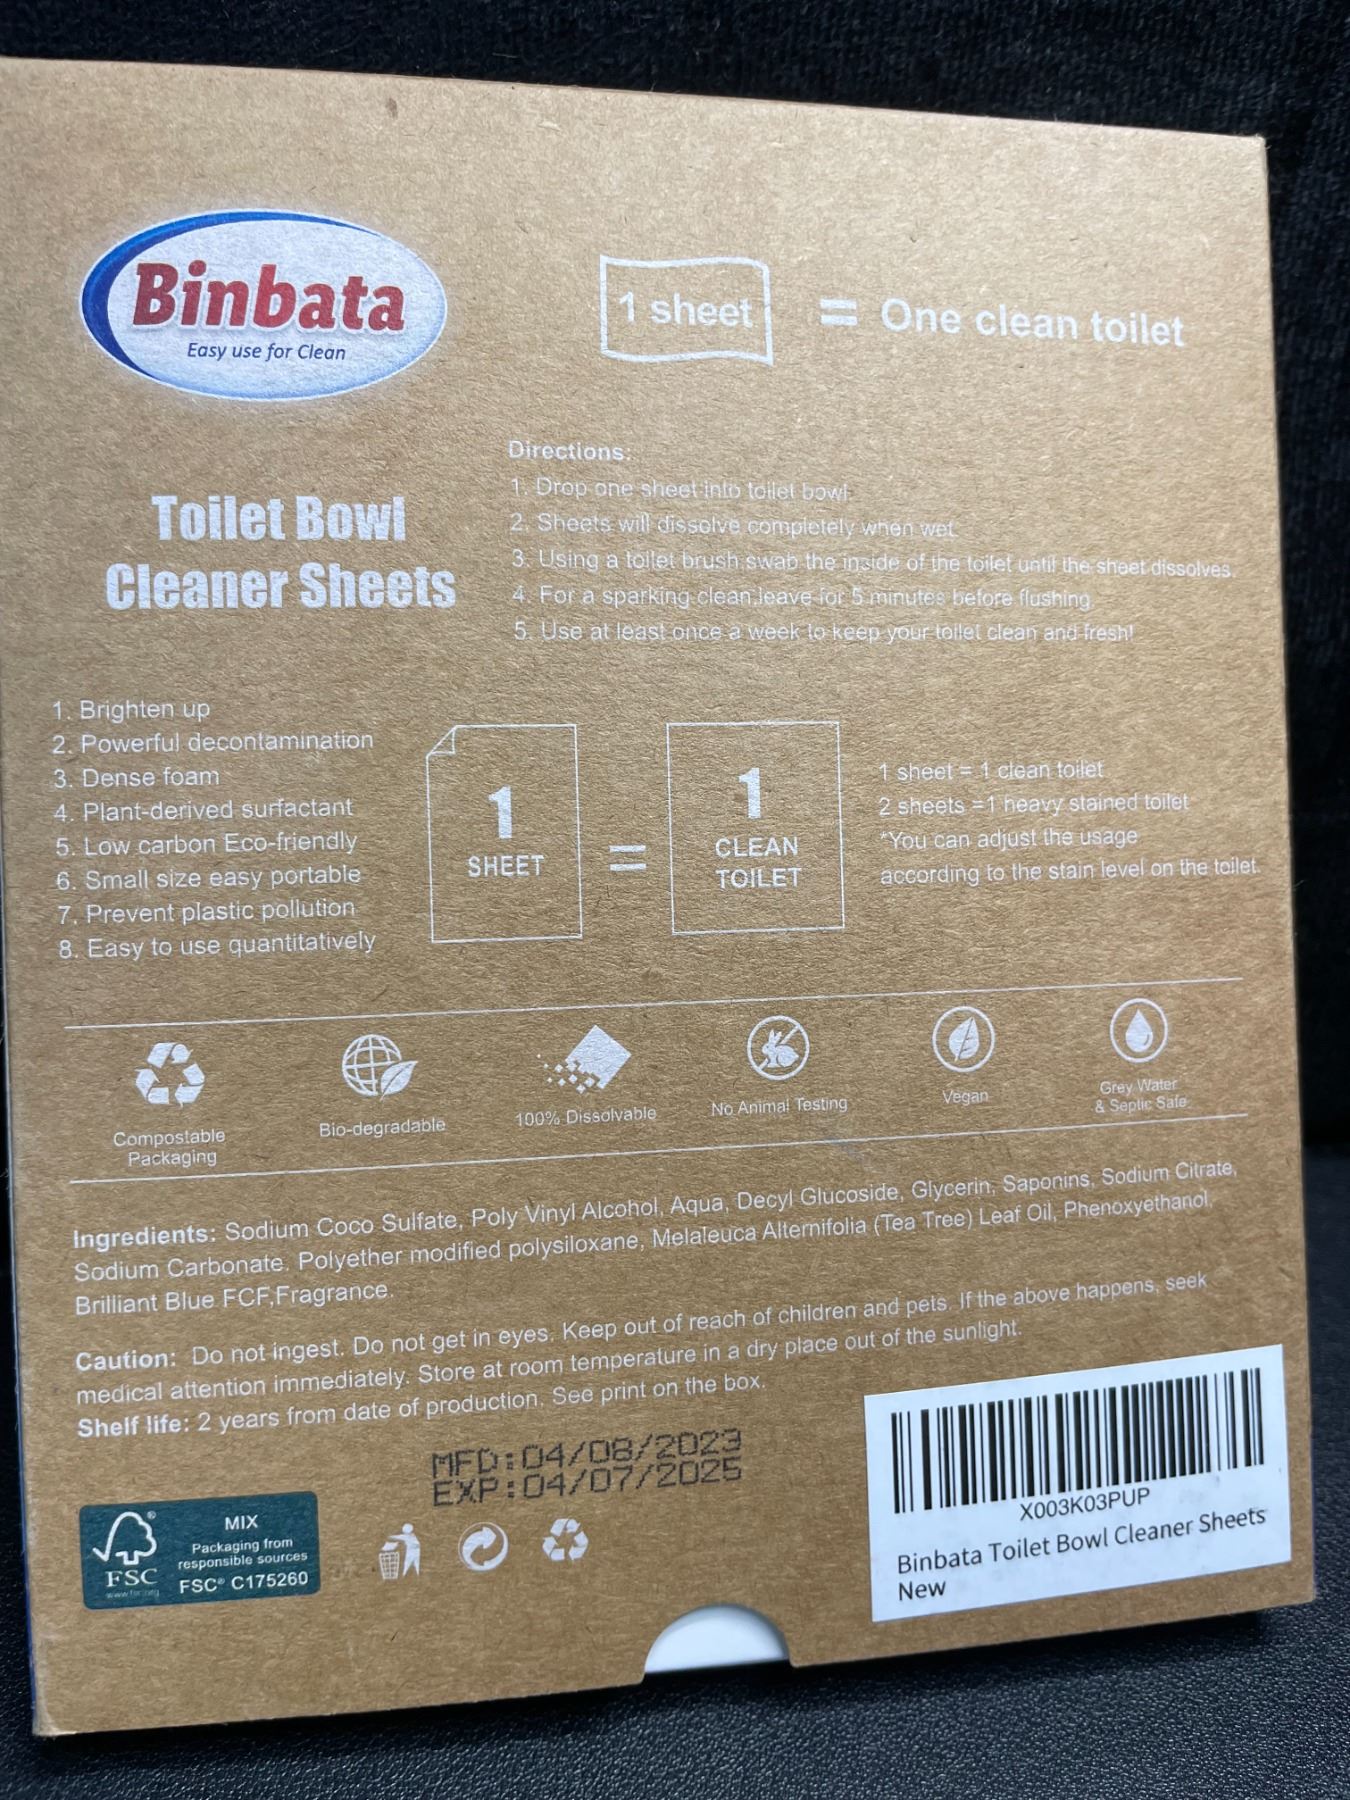 Binbata
Easy use for Clean
1 sheet = One clean toilet
Toilet Bowl
Cleaner Sheets
Directions:
1. Drop one sheet into toilet bowl.
2. Sheets will dissolve completely when wet.
3. Using a toilet brush swab the inside of the toilet until the sheet dissolves.
4. For a sparking clean,leave for 5 minutes before flushing.
5. Use at least once a week to keep your toilet clean and fresh!
1. Brighten up
2. Powerful decontamination
3. Dense foam
4. Plant-derived surfactant
5. Low carbon Eco-friendly
6. Small size easy portable
7. Prevent plastic pollution
8. Easy to use quantitatively
1
SHEET
=
1
CLEAN
TOILET
1 sheet = 1 clean toilet
2 sheets =1 heavy stained toilet
*You can adjust the usage
according to the stain level on the toilet.
Compostable
Packaging
Bio-degradable
100% Dissolvable
No Animal Testing
Vegan
Grey Water
& Septic Safe
Ingredients: Sodium Coco Sulfate, Poly Vinyl Alcohol, Aqua, Decyl Glucoside, Glycerin, Saponins, Sodium Citrate,
Sodium Carbonate. Polyether modified polysiloxane, Melaleuca Alternifolia (Tea Tree) Leaf Oil, Phenoxyethanol,
Brilliant Blue FCF,Fragrance.
Caution: Do not ingest. Do not get in eyes. Keep out of reach of children and pets. If the above happens, seek
medical attention immediately. Store at room temperature in a dry place out of the sunlight.
Shelf life: 2 years from date of production. See print on the box.
MFD:04/08/2023
EXP:04/07/2025
FSC
www.fsc.org
MIX
Packaging from
responsible sources
FSC® C175260
X003K03PUP
Binbata Toilet Bowl Cleaner Sheets
New